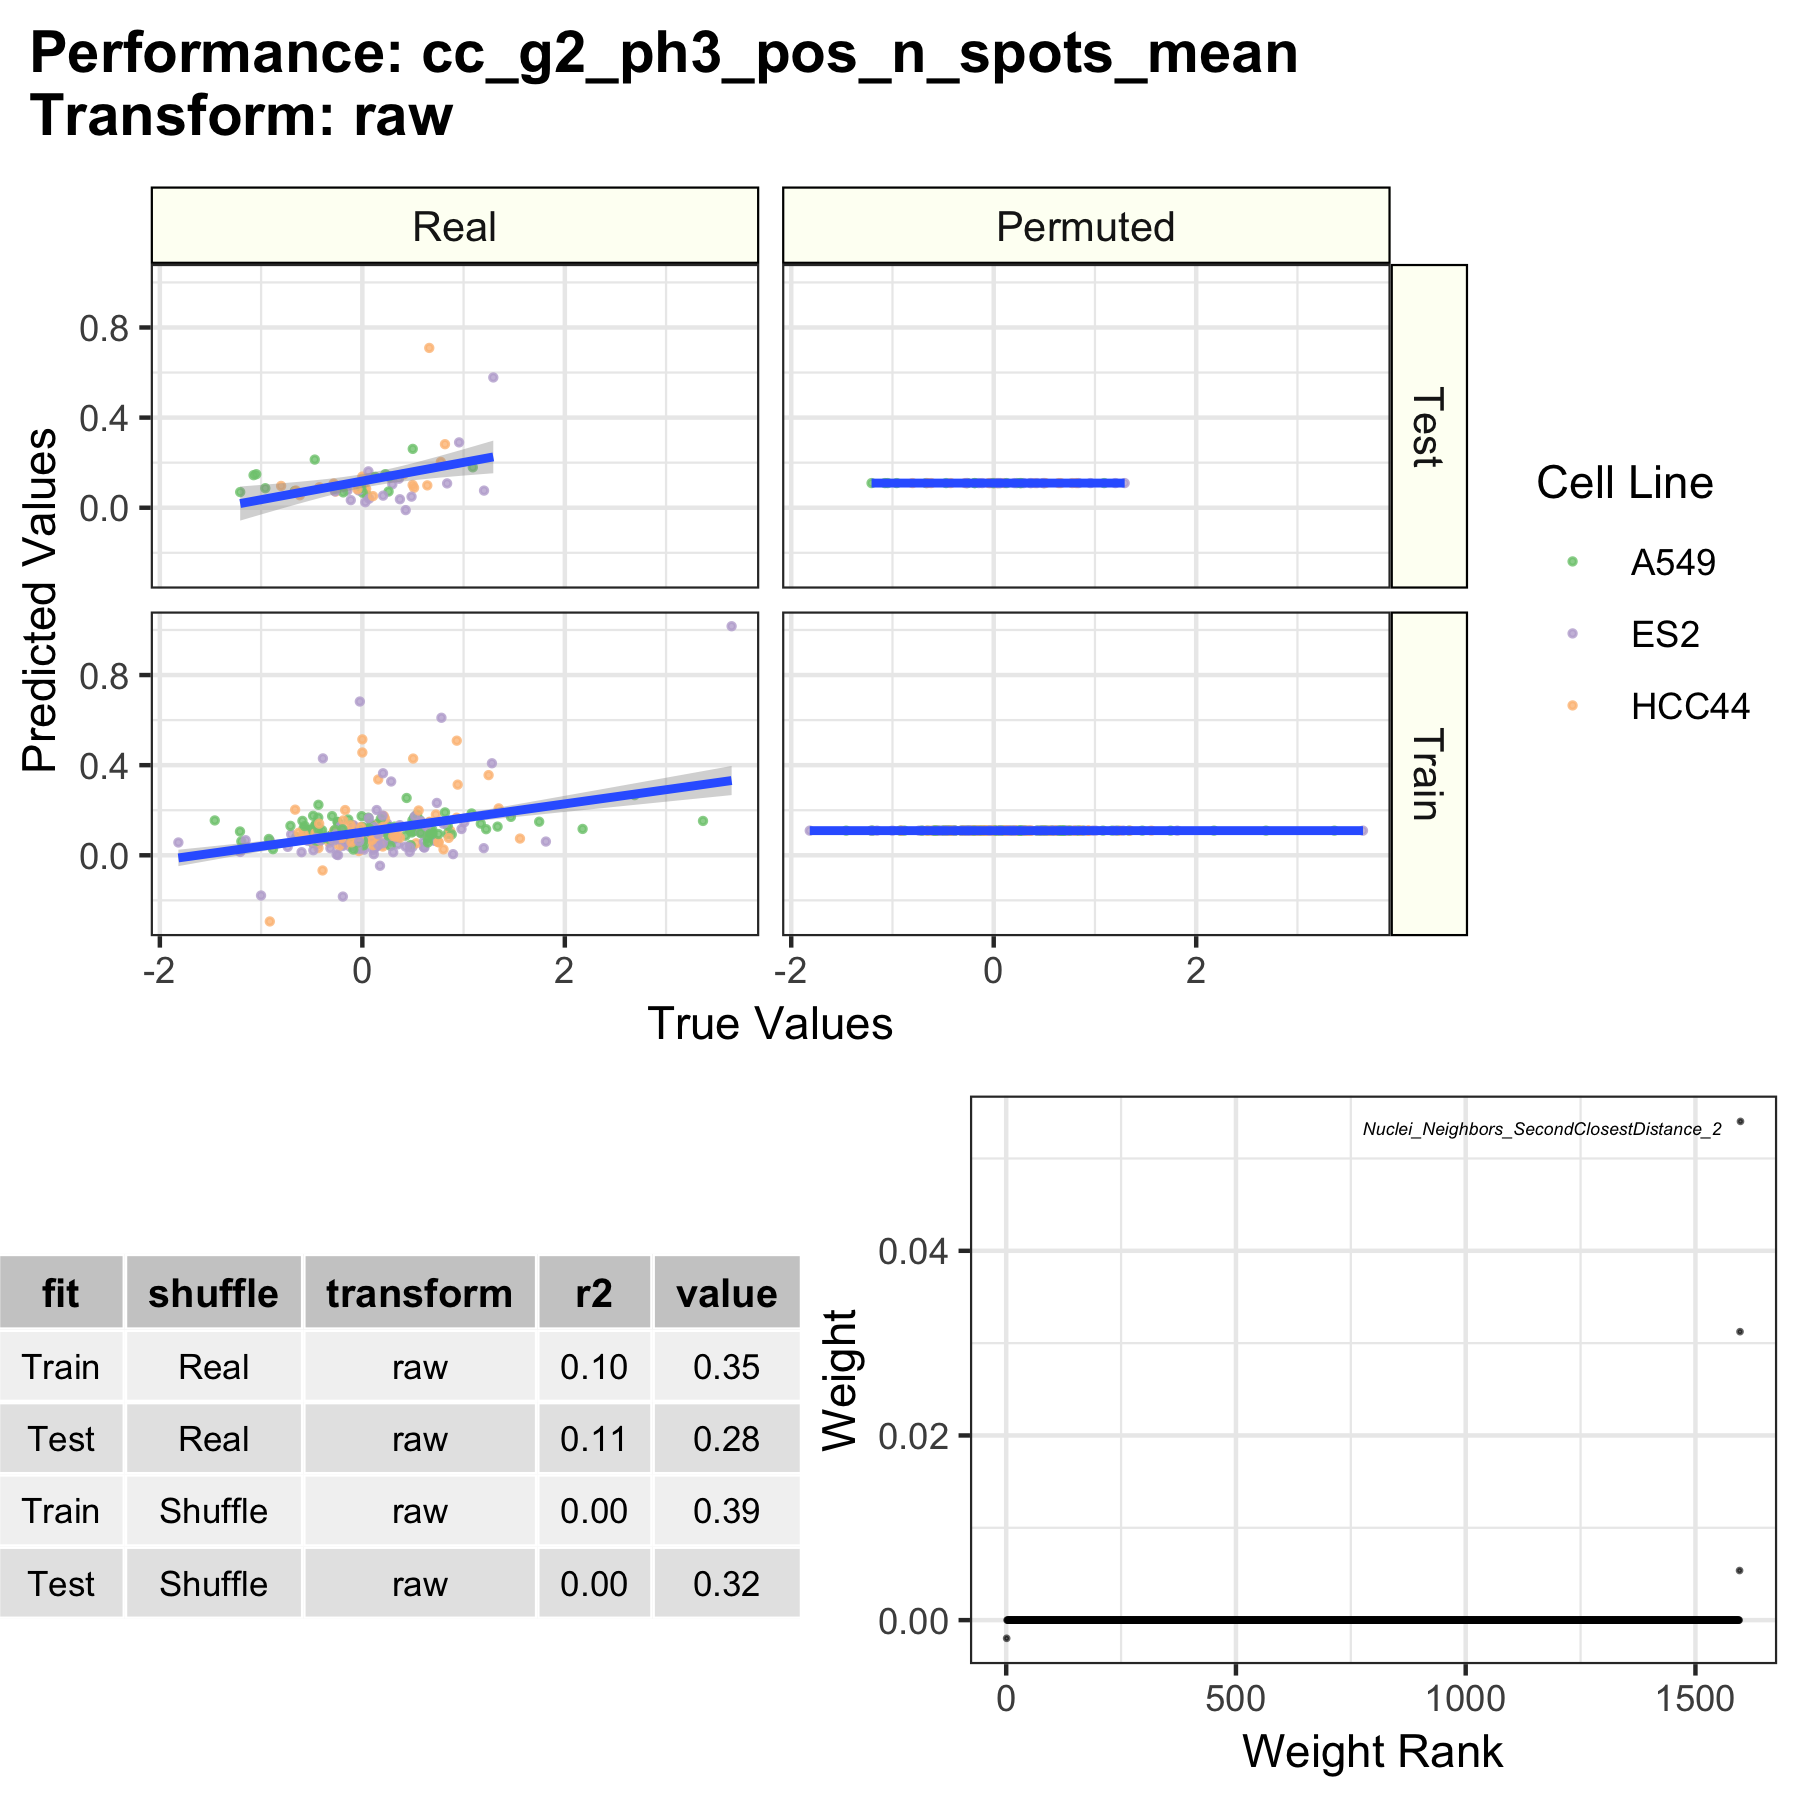 Performance: cc_g2_ph3_pos_n_spots_mean
Transform: raw
Real
Permuted
0.8
0.4
0.0
Test
0.8
0.4
0.0
Train
Predicted Values
-2 0 2
-2 0 2
True Values
Cell Line
A549
ES2
HCC44
fit shuffle transform r2 value
Train Real raw 0.10 0.35
Test Real raw 0.11 0.28
Train Shuffle raw 0.00 0.39
Test Shuffle raw 0.00 0.32
Nuclei_Neighbors_SecondClosestDistance_2
0.04
0.02
0.00
Weight
0 500 1000 1500
Weight Rank